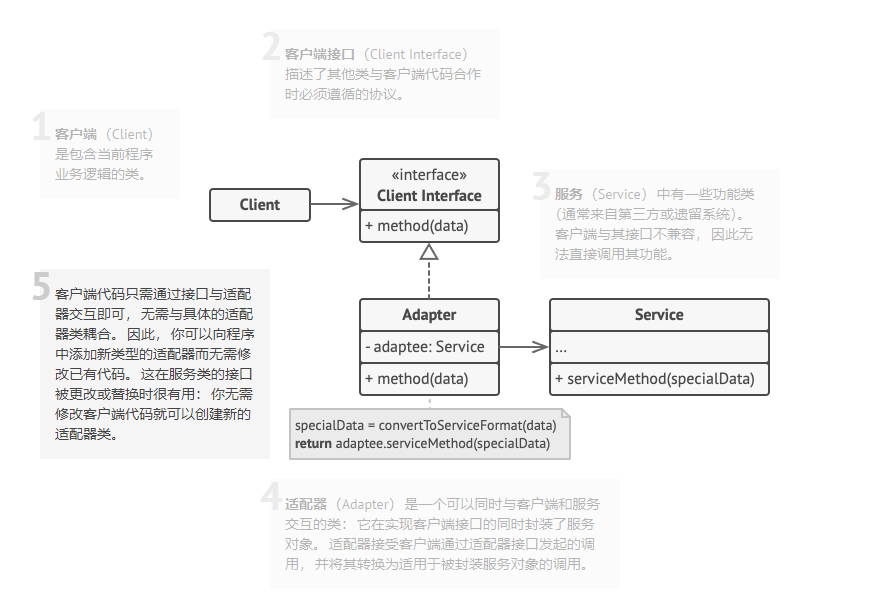 1
客户端（Client）
是包含当前程序
业务逻辑的类。
2
客户端接口（Client Interface）
描述了其他类与客户端代码合作
时必须遵循的协议。
Client
«interface»
Client Interface
+ method(data)
3
服务（Service）中有一些功能类
（通常来自第三方或遗留系统）。
客户端与其接口不兼容， 因此无
法直接调用其功能。
5
客户端代码只需通过接口与适配
器交互即可， 无需与具体的适配
器类耦合。 因此， 你可以向程序
中添加新类型的适配器而无需修
改已有代码。 这在服务类的接口
被更改或替换时很有用： 你无需
修改客户端代码就可以创建新的
适配器类。
Adapter
- adaptee: Service
+ method(data)
Service
...
+ serviceMethod(specialData)
specialData = convertToServiceFormat(data)
return adaptee.serviceMethod(specialData)
4
适配器（Adapter）是一个可以同时与客户端和服务
交互的类： 它在实现客户端接口的同时封装了服务
对象。 适配器接受客户端通过适配器接口发起的调
用， 并将其转换为适用于被封装服务对象的调用。